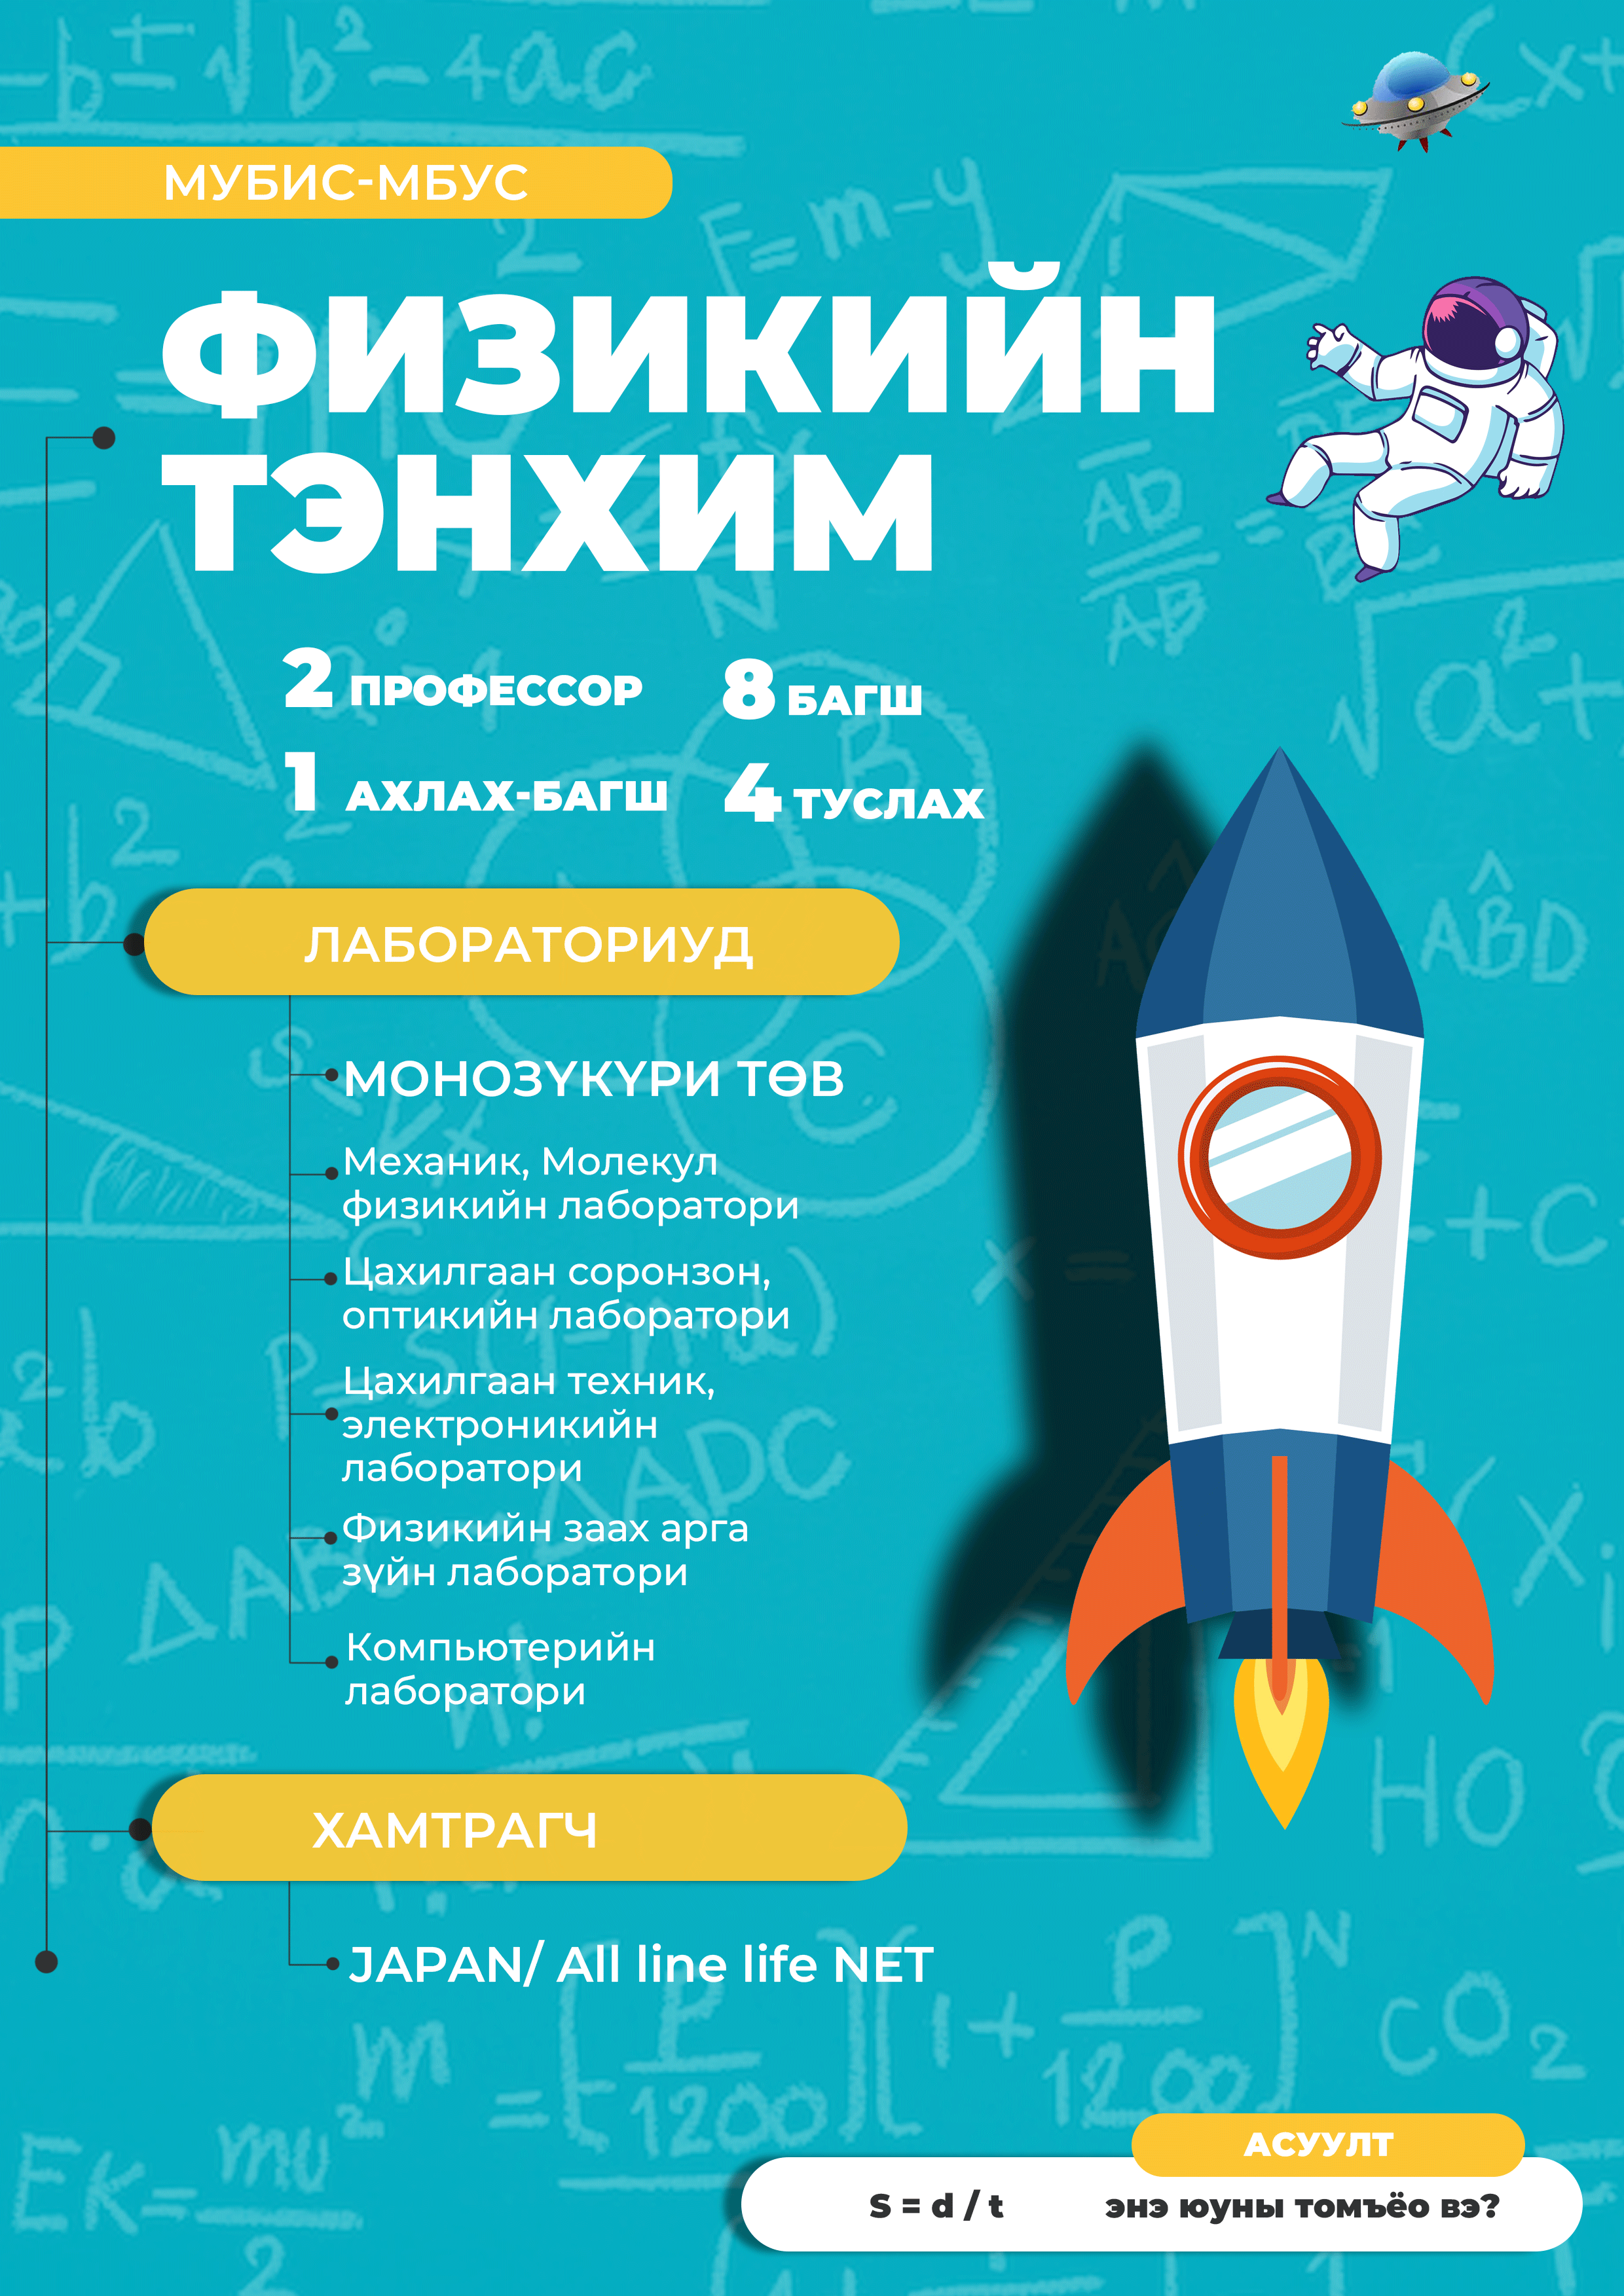 МУБИС-МБУС
ФИЗИКИЙН
ТЭНХИМ
2 ПРОФЕССОР
8 БАГШ
1 АХЛАХ-БАГШ
4 ТУСЛАХ
ЛАБОРАТОРИУД
МОНОЗҮКҮРИ ТӨВ
Механик, Молекул
физикийн лаборатори
Цахилгаан соронзон,
оптикийн лаборатори
Цахилгаан техник,
электроникийн
лаборатори
Физикийн заах арга
зүйн лаборатори
Компьютерийн
лаборатори
ХАМТРАГЧ
JAPAN/ All line life NET
АСУУЛТ
S = d / t энэ юуны томъёо вэ?